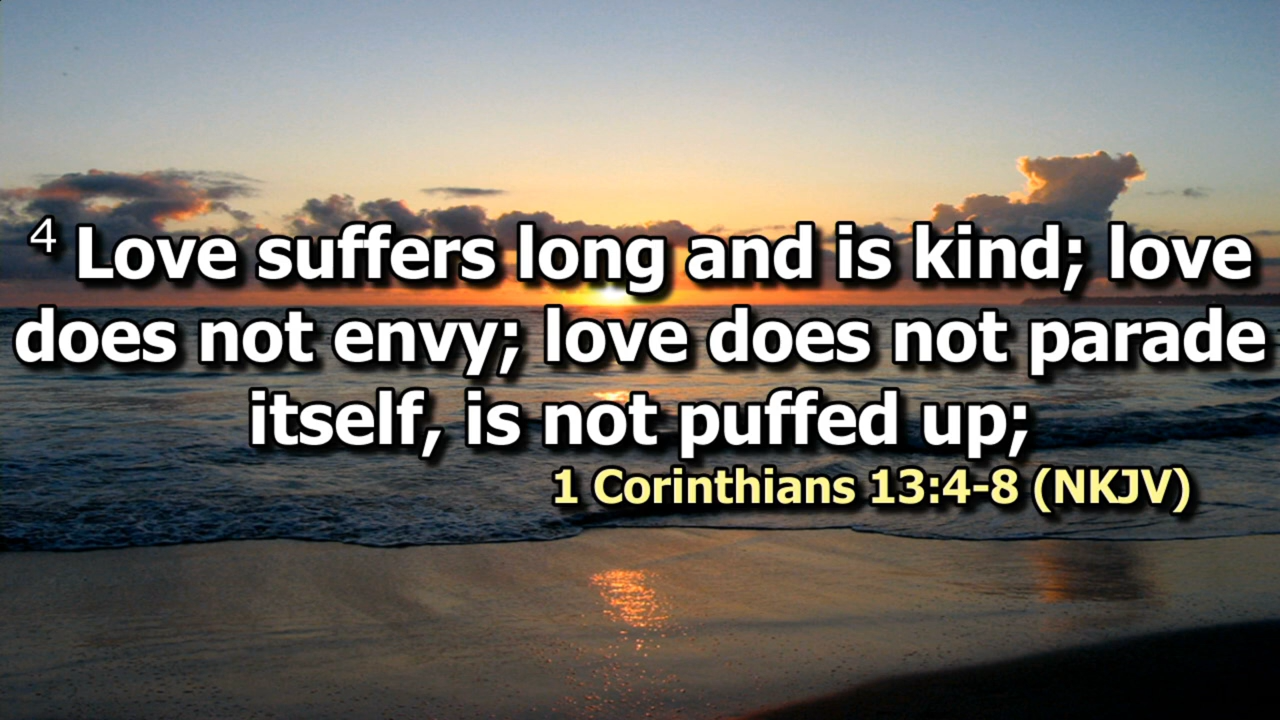 4 Love suffers long and is kind; love
does not envy; love does not parade
itself, is not puffed up;
1 Corinthians 13:4-8 (NKJV)